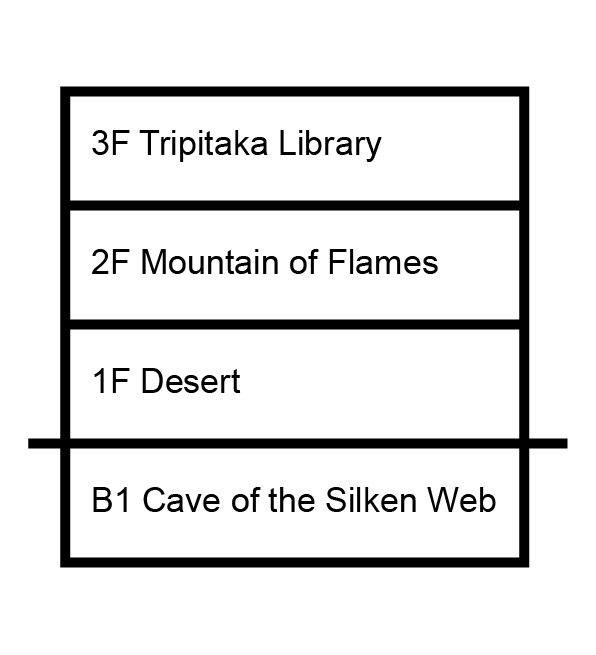 3F Tripitaka Library
2F Mountain of Flames
1F Desert
B1 Cave of the Silken Web